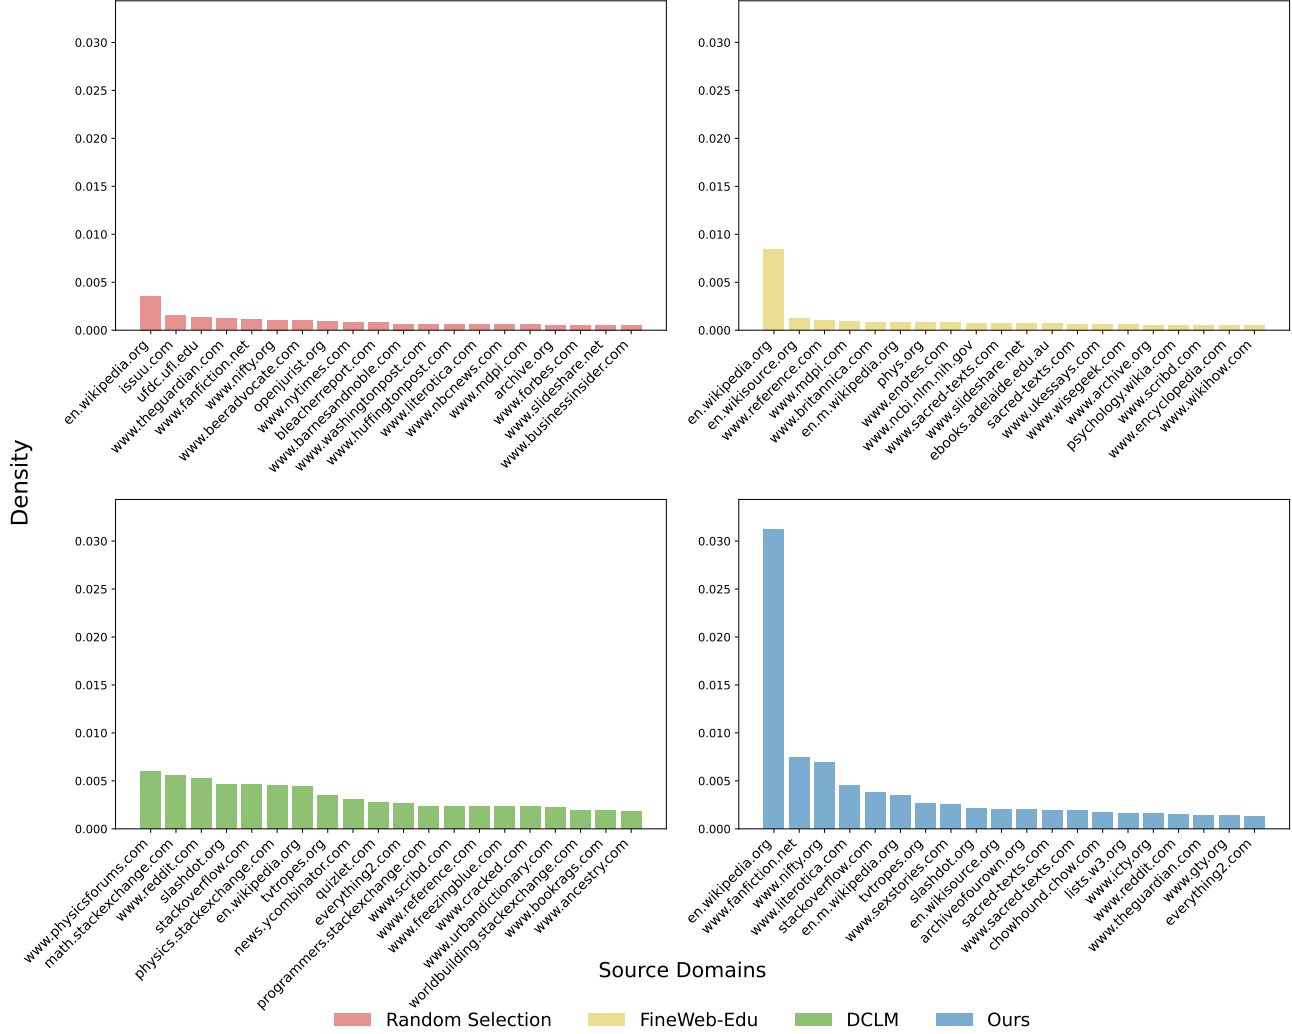 0.030
0.025
0.020
0.015
0.010
0.005
0.000
en.wikipedia.org
issuu.com
ufdc.ufl.edu
www.theguardian.com
www.fanfiction.net
www.nifty.org
www.beeradvocate.com
openjurist.org
www.nytimes.com
bleacherreport.com
www.barnesandnoble.com
www.washingtonpost.com
www.huffingtonpost.com
www.literotica.com
www.nbcnews.com
www.mdpi.com
archive.org
www.forbes.com
www.slideshare.net
www.businessinsider.com
0.030
0.025
0.020
0.015
0.010
0.005
0.000
en.wikipedia.org
en.wikisource.org
www.reference.com
www.mdpi.com
www.britannica.com
en.m.wikipedia.org
phys.org
www.enotes.com
www.ncbi.nlm.nih.gov
www.sacred-texts.com
www.slideshare.net
ebooks.adelaide.edu.au
sacred-texts.com
www.ukessays.com
www.wisegeek.com
www.archive.org
psychology.wikia.com
www.scribd.com
www.encyclopedia.com
www.wikihow.com
Density
0.030
0.025
0.020
0.015
0.010
0.005
0.000
www.physicsforums.com
math.stackexchange.com
www.reddit.com
slashdot.org
stackoverflow.com
physics.stackexchange.com
en.wikipedia.org
tvtropes.org
news.ycombinator.com
quizlet.com
everything2.com
programmers.stackexchange.com
www.scribd.com
www.reference.com
www.freezingblue.com
www.cracked.com
www.urbandictionary.com
worldbuilding.stackexchange.com
www.bookrags.com
www.ancestry.com
0.030
0.025
0.020
0.015
0.010
0.005
0.000
en.wikipedia.org
www.fanfiction.net
www.nifty.org
www.literotica.com
stackoverflow.com
en.m.wikipedia.org
tvtropes.org
www.sexstories.com
slashdot.org
en.wikisource.org
archiveofourown.org
sacred-texts.com
www.sacred-texts.com
chowhound.chow.com
lists.w3.org
www.icty.org
www.reddit.com
www.theguardian.com
www.gty.org
everything2.com
Source Domains
Random Selection
FineWeb-Edu
DCLM
Ours